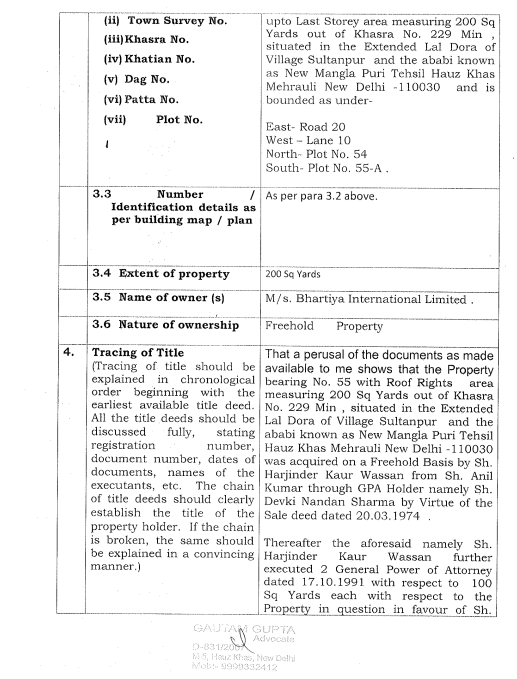 (ii) Town Survey No.
(iii)Khasra No.
(iv) Khatian No.
(v) Dag No.
(vi) Patta No.
(vii) Plot No.
upto Last Storey area measuring 200 Sq
Yards out of Khasra No. 229 Min ,
situated in the Extended Lal Dora of
Village Sultanpur and the ababi known
as New Mangla Puri Tehsil Hauz Khas
Mehrauli New Delhi -110030 and is
bounded as under-
East- Road 20
West – Lane 10
North- Plot No. 54
South- Plot No. 55-A .
3.3 Number /
Identification details as
per building map / plan
As per para 3.2 above.
3.4 Extent of property
200 Sq Yards
3.5 Name of owner (s)
M/s. Bhartiya International Limited .
3.6 Nature of ownership
Freehold Property
4.
Tracing of Title
(Tracing of title should be
explained in chronological
order beginning with the
earliest available title deed.
All the title deeds should be
discussed fully, stating
registration number,
document number, dates of
documents, names of the
executants, etc. The chain
of title deeds should clearly
establish the title of the
property holder. If the chain
is broken, the same should
be explained in a convincing
manner.)
That a perusal of the documents as made
available to me shows that the Property
bearing No. 55 with Roof Rights area
measuring 200 Sq Yards out of Khasra
No. 229 Min , situated in the Extended
Lal Dora of Village Sultanpur and the
ababi known as New Mangla Puri Tehsil
Hauz Khas Mehrauli New Delhi -110030
was acquired on a Freehold Basis by Sh.
Harjinder Kaur Wassan from Sh. Anil
Kumar through GPA Holder namely Sh.
Devki Nandan Sharma by Virtue of the
Sale deed dated 20.03.1974 .
Thereafter the aforesaid namely Sh.
Harjinder Kaur Wassan further
executed 2 General Power of Attorney
dated 17.10.1991 with respect to 100
Sq Yards each with respect to the
Property in question in favour of Sh.
GAUTAM GUPTA
Advocate
M-5, Hauz Khas, New Delhi
Mob:- 9999332412